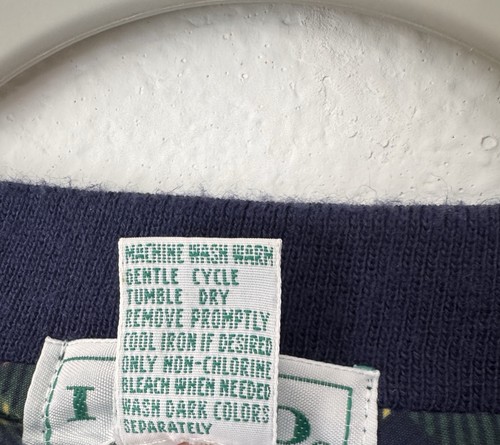 MACHINE WASH WARM
GENTLE CYCLE
TUMBLE DRY
REMOVE PROMPTLY
COOL IRON IF DESIRED
ONLY NON-CHLORINE
BLEACH WHEN NEEDED
WASH DARK COLORS
SEPARATELY